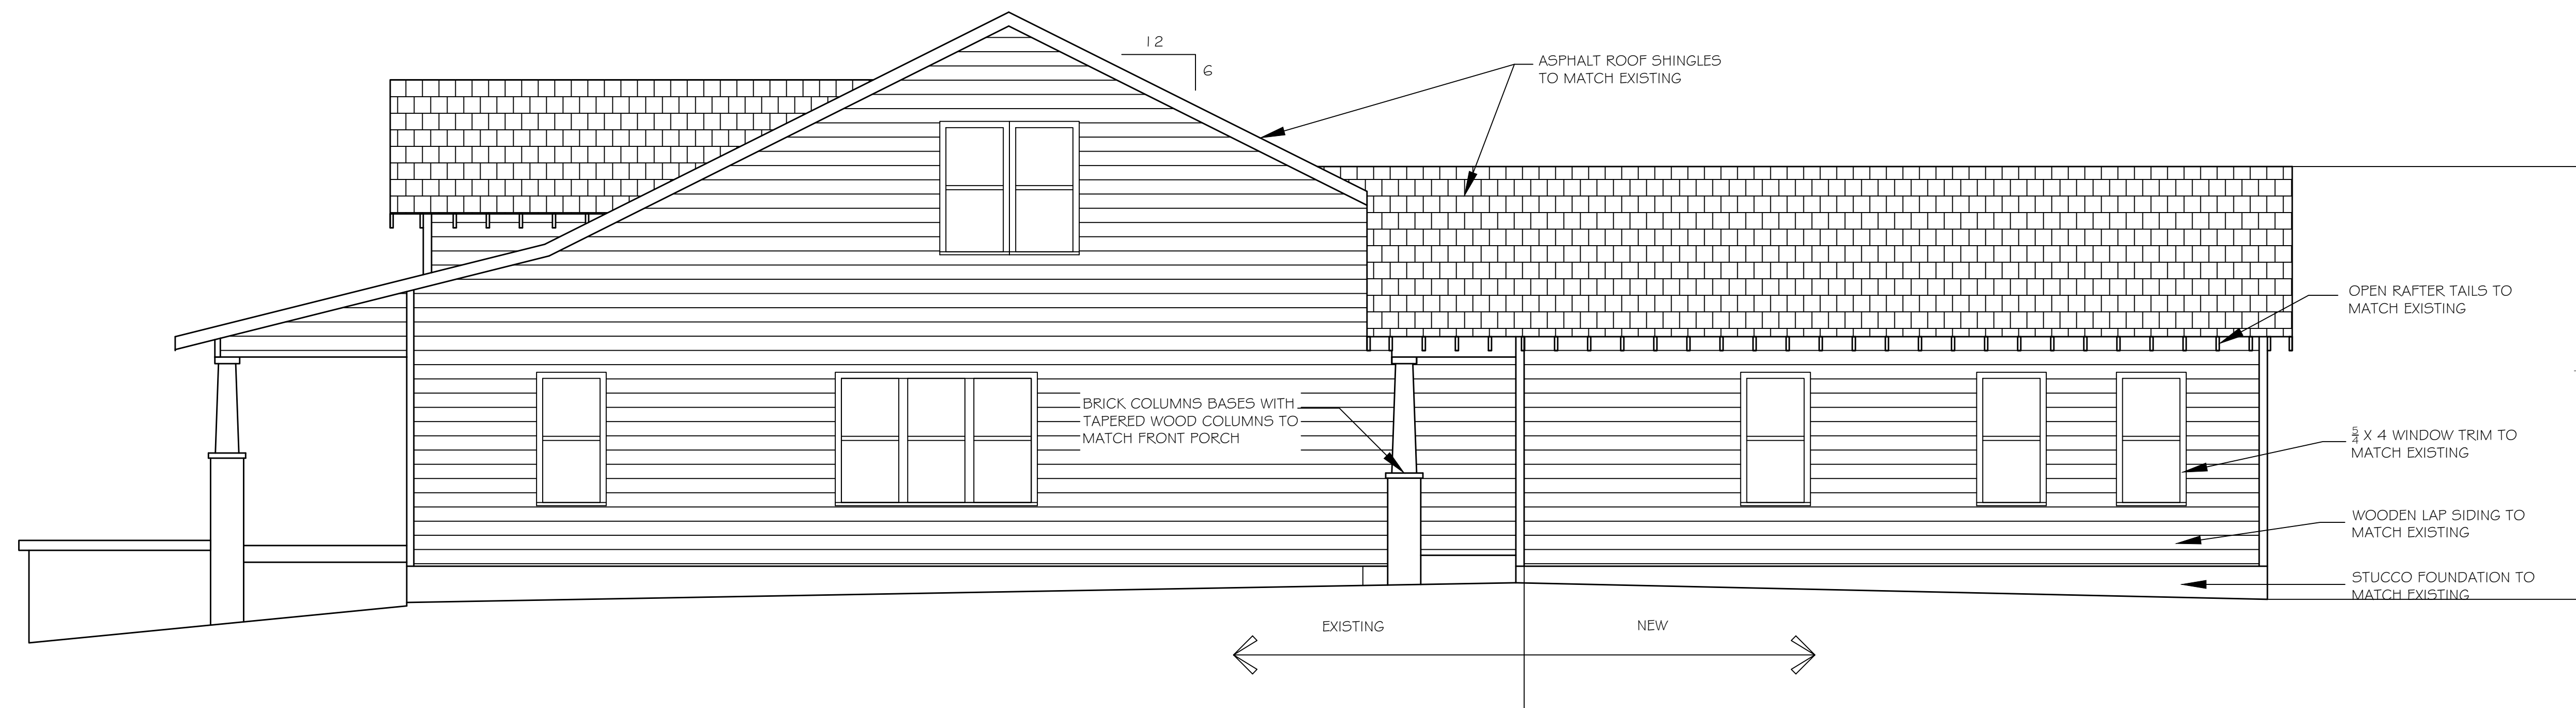 12
6
ASPHALT ROOF SHINGLES
TO MATCH EXISTING
OPEN RAFTER TAILS TO
MATCH EXISTING
BRICK COLUMNS BASES WITH
TAPERED WOOD COLUMNS TO
MATCH FRONT PORCH
5/4 X 4 WINDOW TRIM TO
MATCH EXISTING
WOODEN LAP SIDING TO
MATCH EXISTING
STUCCO FOUNDATION TO
MATCH EXISTING
EXISTING
NEW